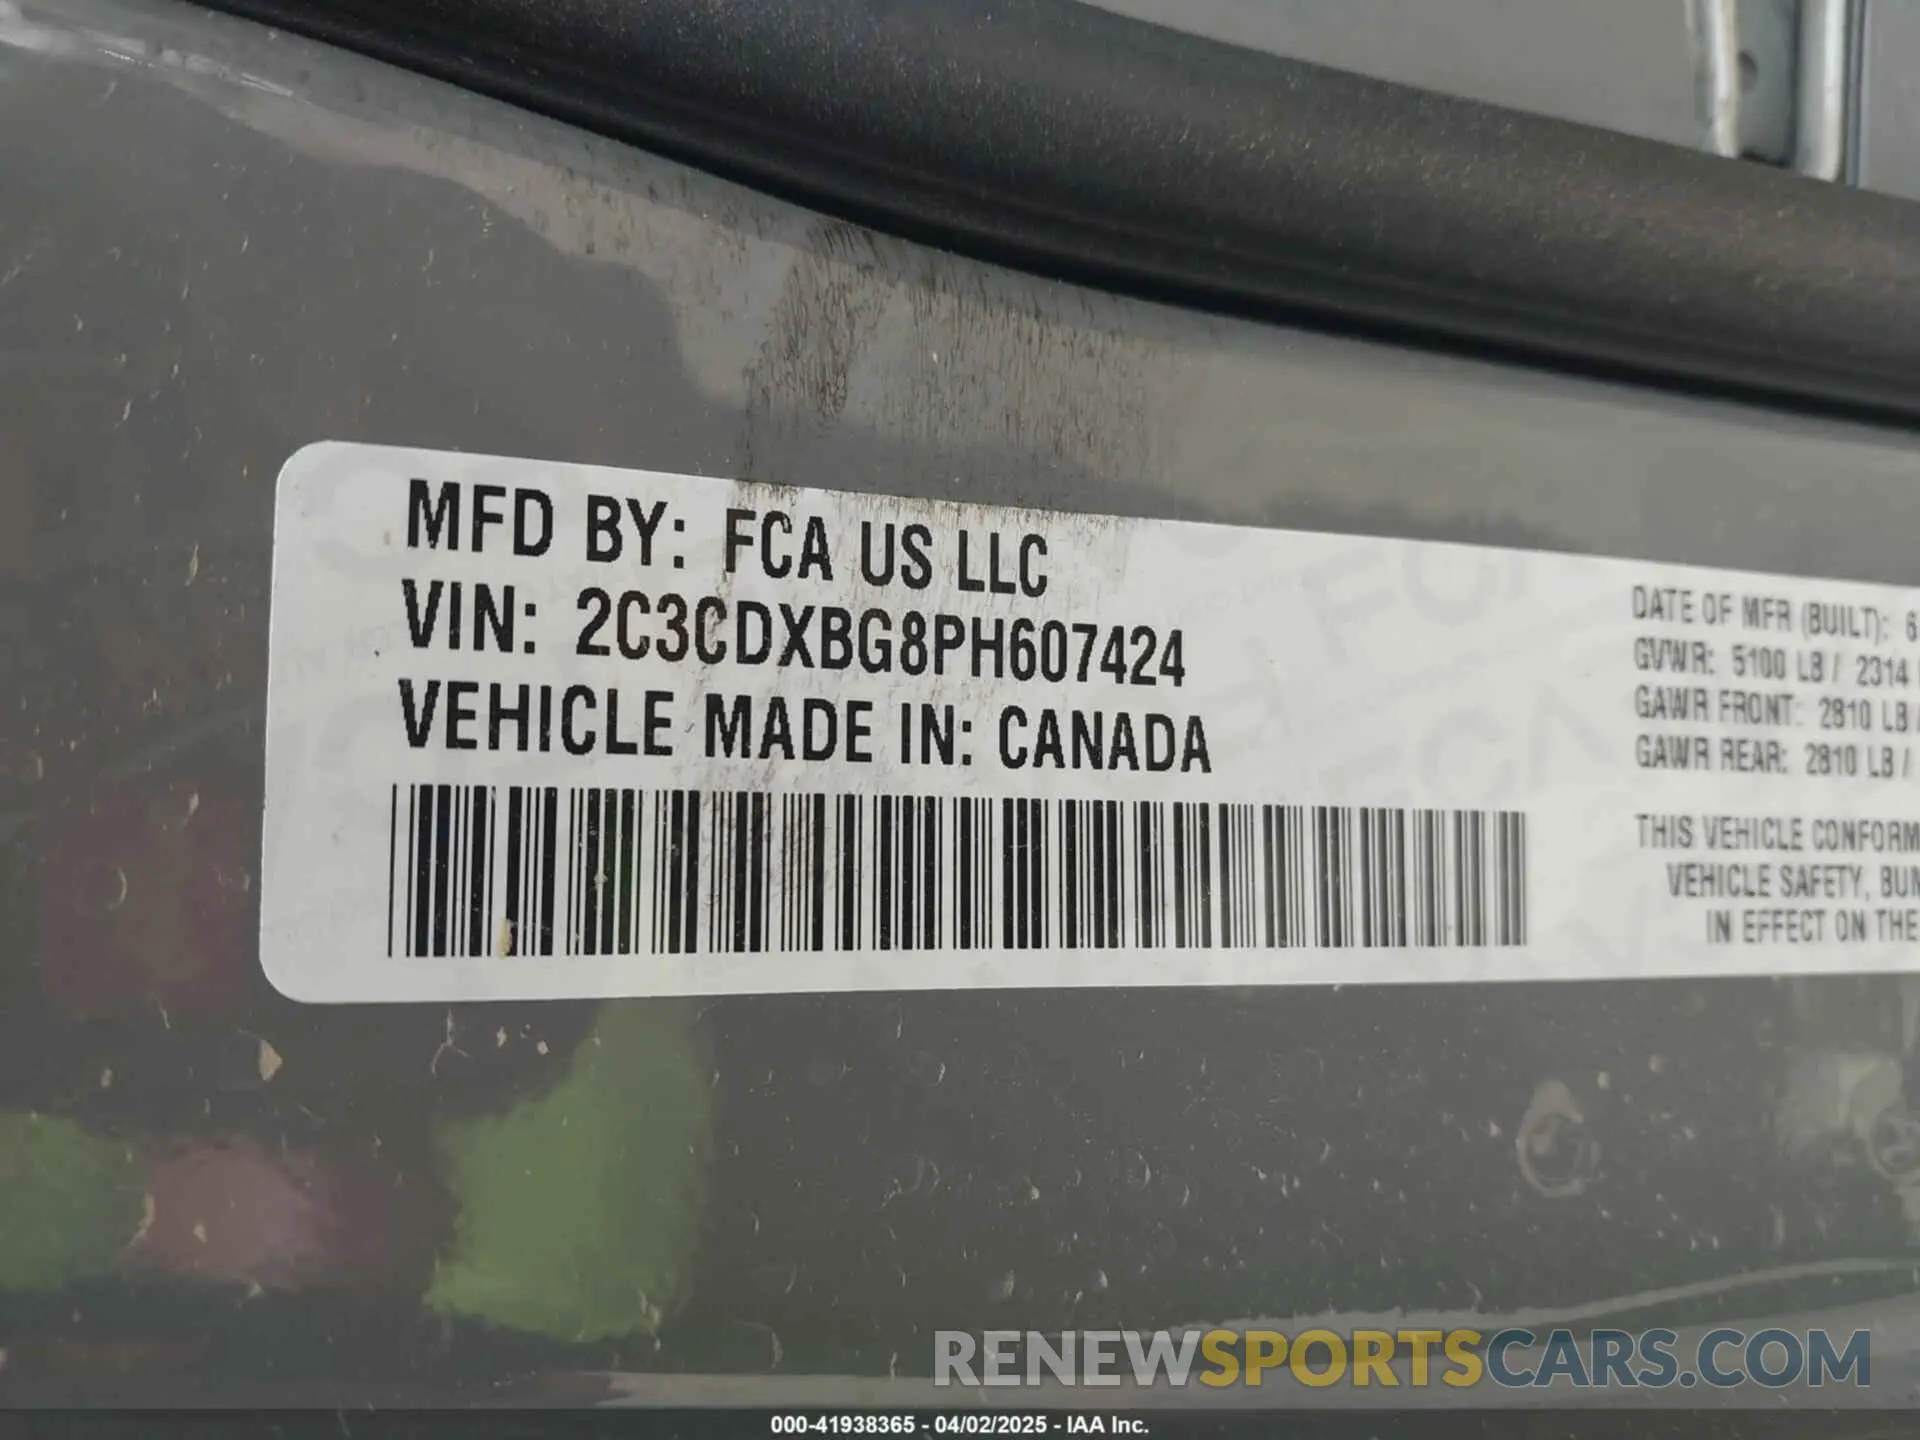 MFD BY: FCA US LLC
VIN: 2C3CDXBG8PH607424
VEHICLE MADE IN: CANADA
DATE OF MFR (BUILT): 6
GVWR: 5100 LB / 2314
GAWR FRONT: 2810 LB /
GAWR REAR: 2810 LB /
THIS VEHICLE CONFORM
VEHICLE SAFETY, BUM
IN EFFECT ON THE
RENEWSPORTSCARS.COM
000-41938365 - 04/02/2025 - IAA Inc.